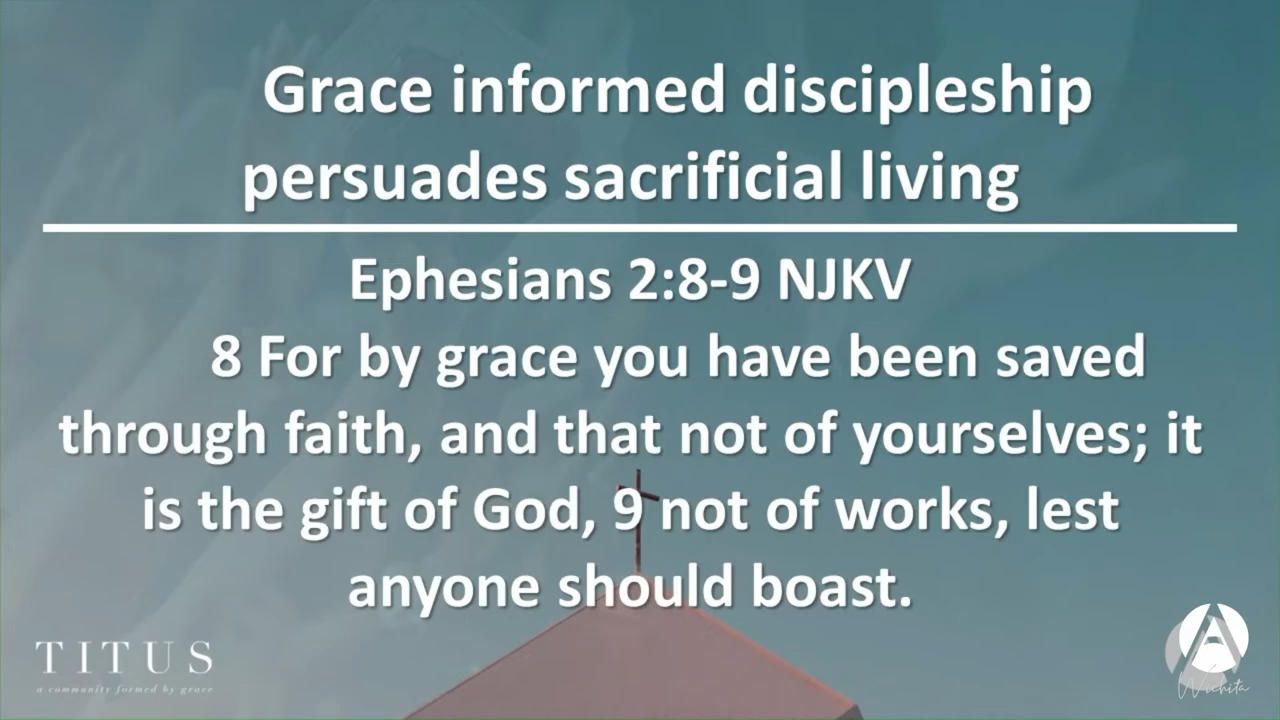 Grace informed discipleship
persuades sacrificial living
Ephesians 2:8-9 NJKV
8 For by grace you have been saved
through faith, and that not of yourselves; it
is the gift of God, 9 not of works, lest
anyone should boast.
TITUS
a community formed by grace
A
Wichita